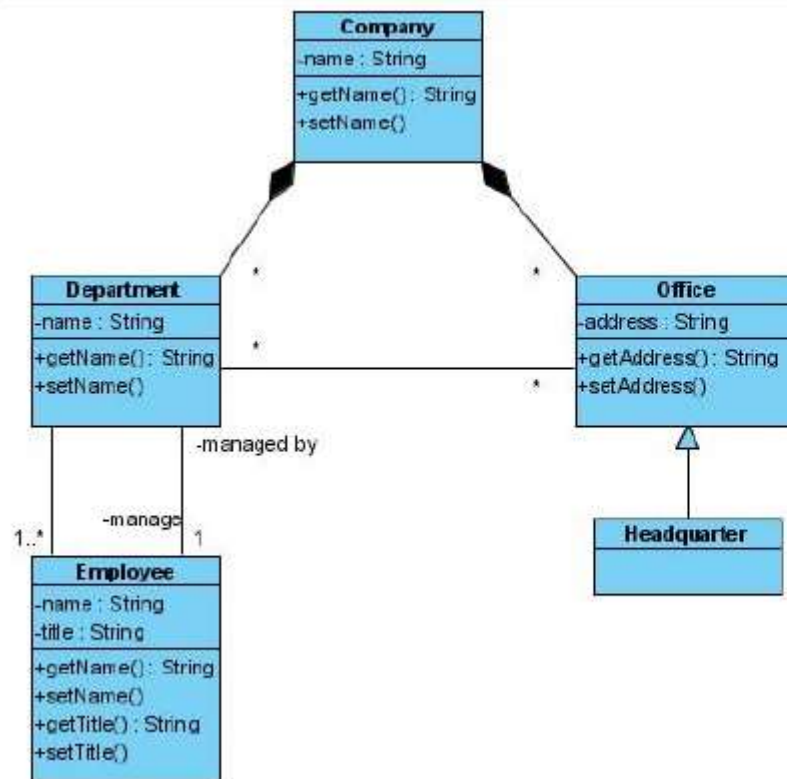 Company
-name : String
+getName() : String
+setName()
*
*
Department
-name : String
+getName() : String
+setName()
Office
-address : String
+getAddress() : String
+setAddress()
*
*
-managed by
-manage
1..*
1
Headquarter
Employee
-name : String
-title : String
+getName() : String
+setName()
+getTitle() : String
+setTitle()